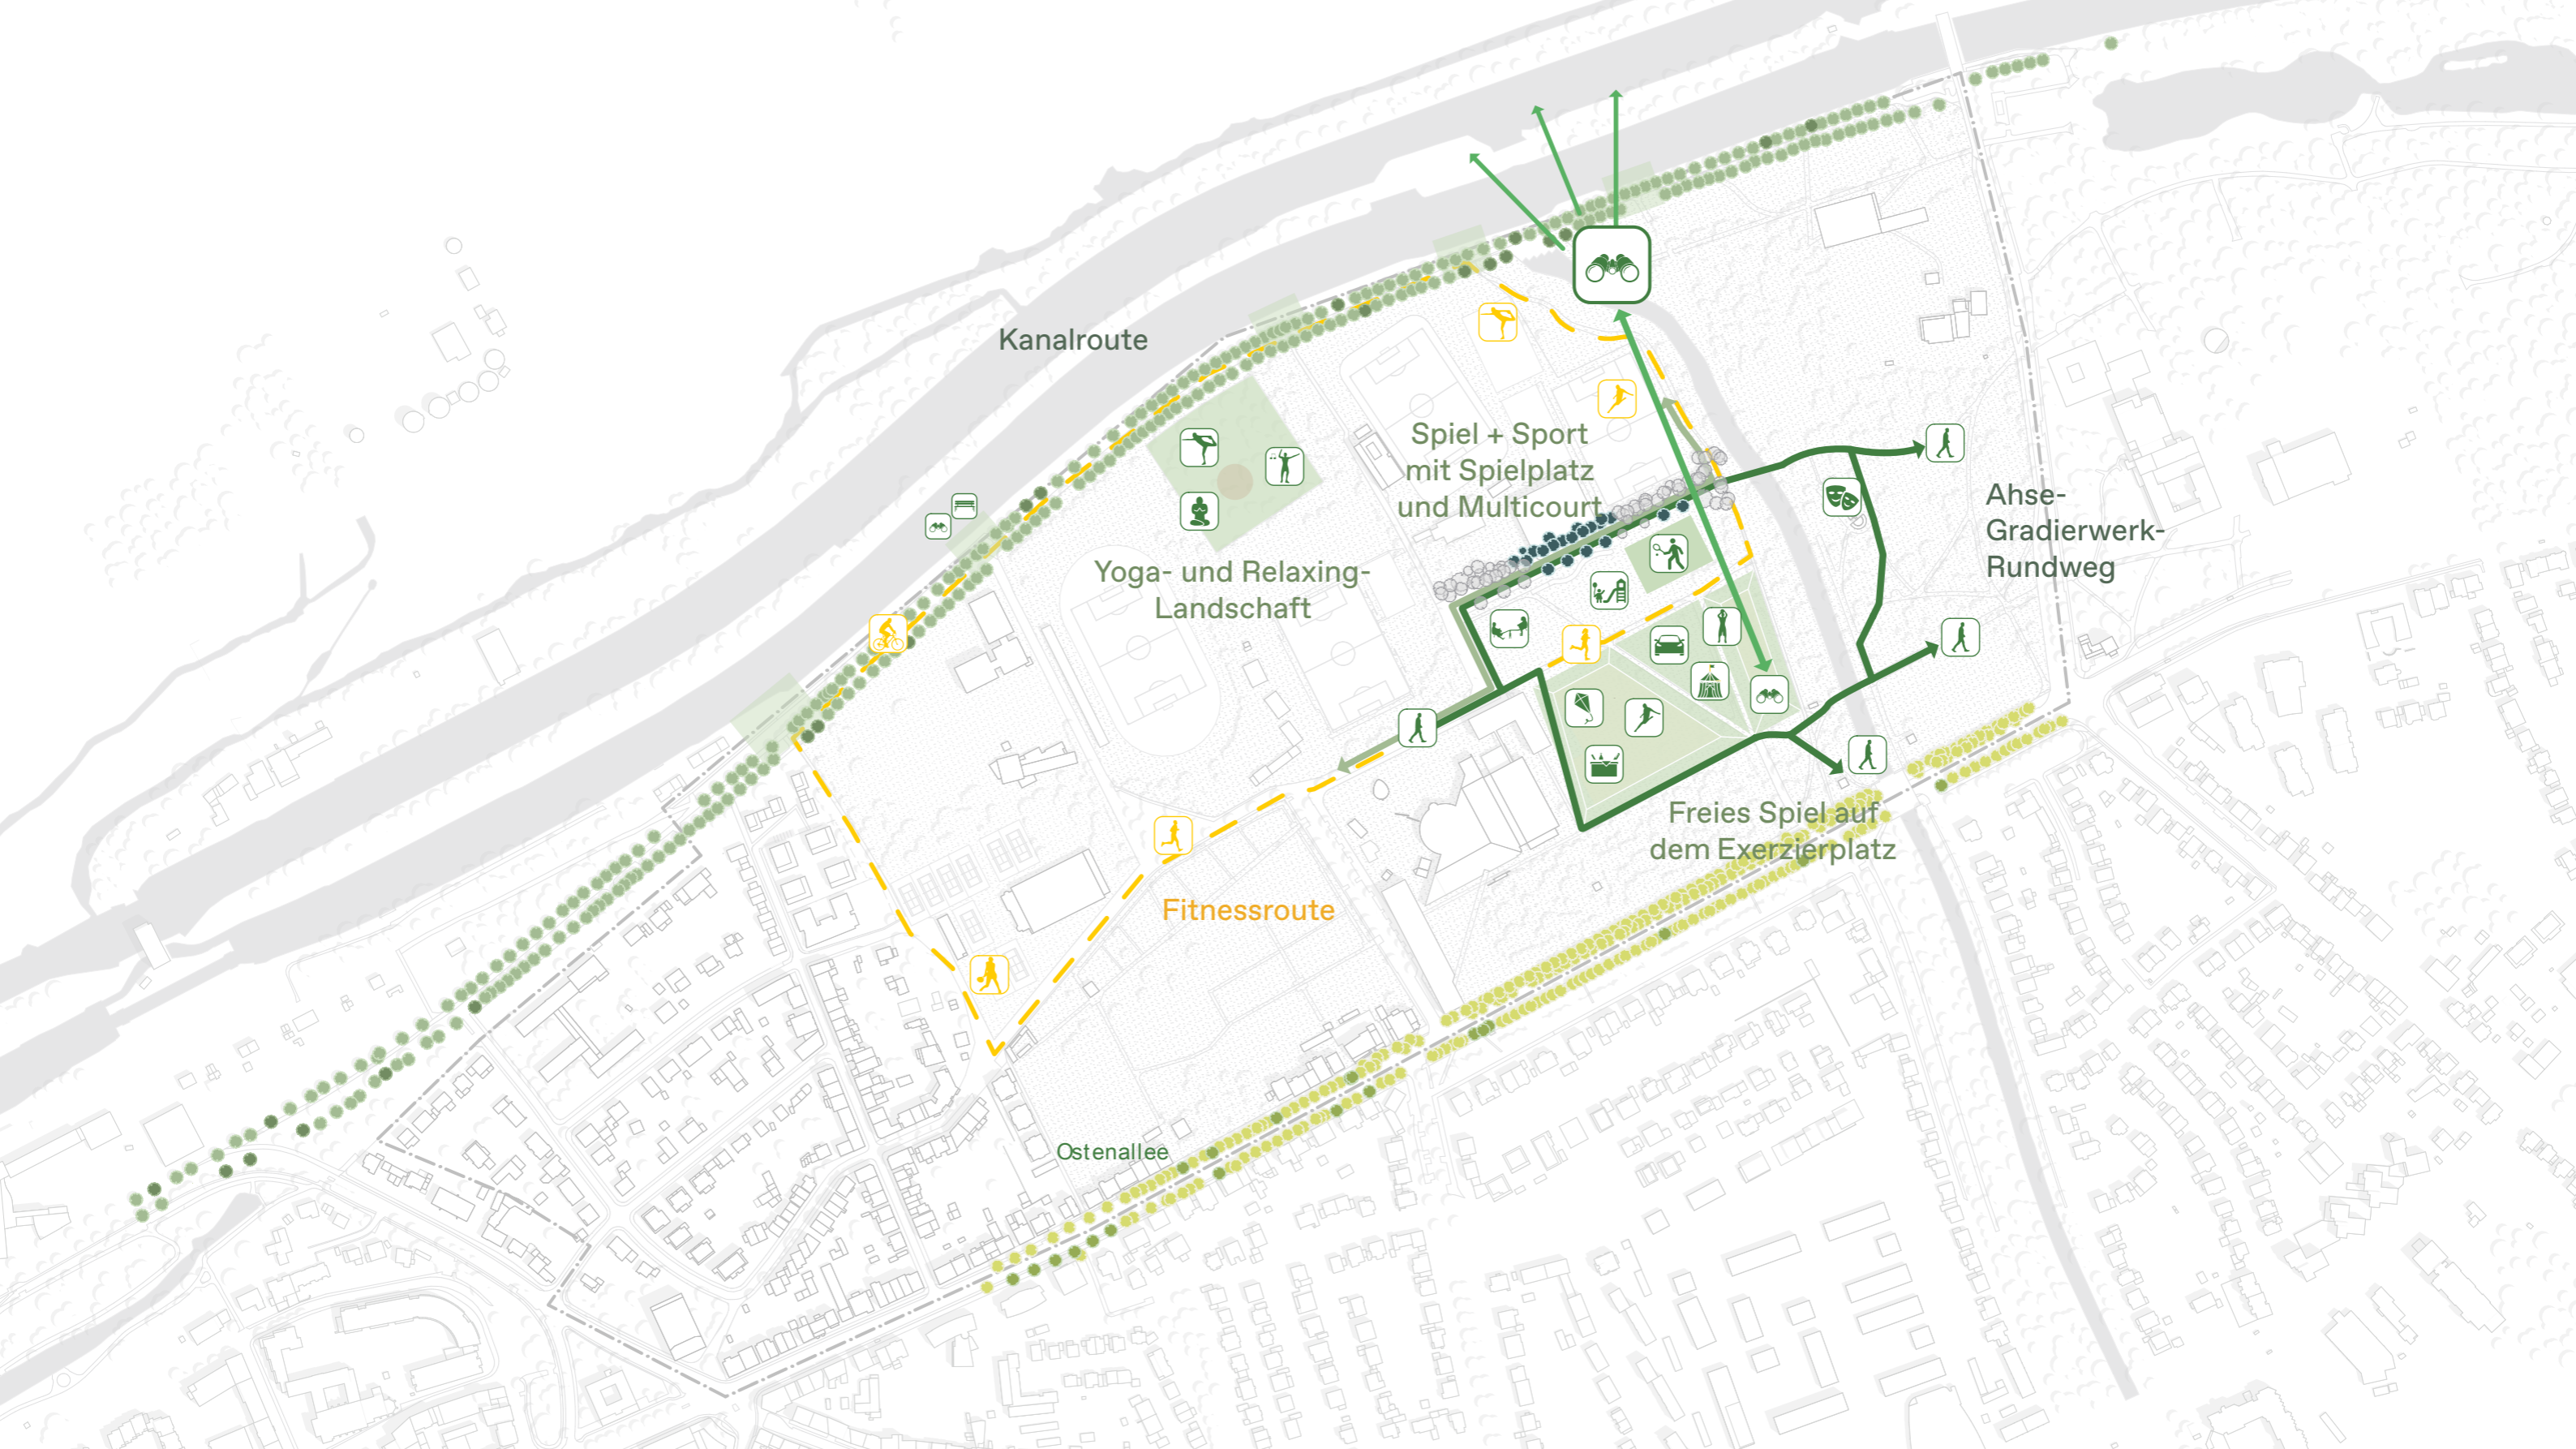 Kanalroute
Spiel + Sport
mit Spielplatz
und Multicourt
Ahse-
Gradierwerk-
Rundweg
Yoga- und Relaxing-
Landschaft
Freies Spiel auf
dem Exerzierplatz
Fitnessroute
Ostenallee